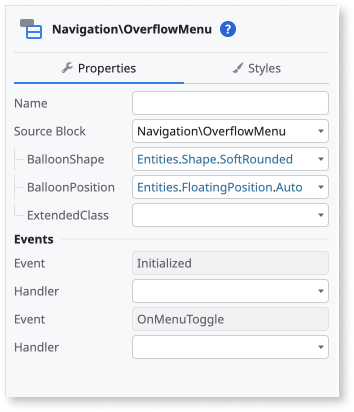 Navigation\OverflowMenu ?
Properties Styles
Name
Source Block Navigation\OverflowMenu
BalloonShape Entities.Shape.SoftRounded
BalloonPosition Entities.FloatingPosition.Auto
ExtendedClass
Events
Event Initialized
Handler
Event OnMenuToggle
Handler